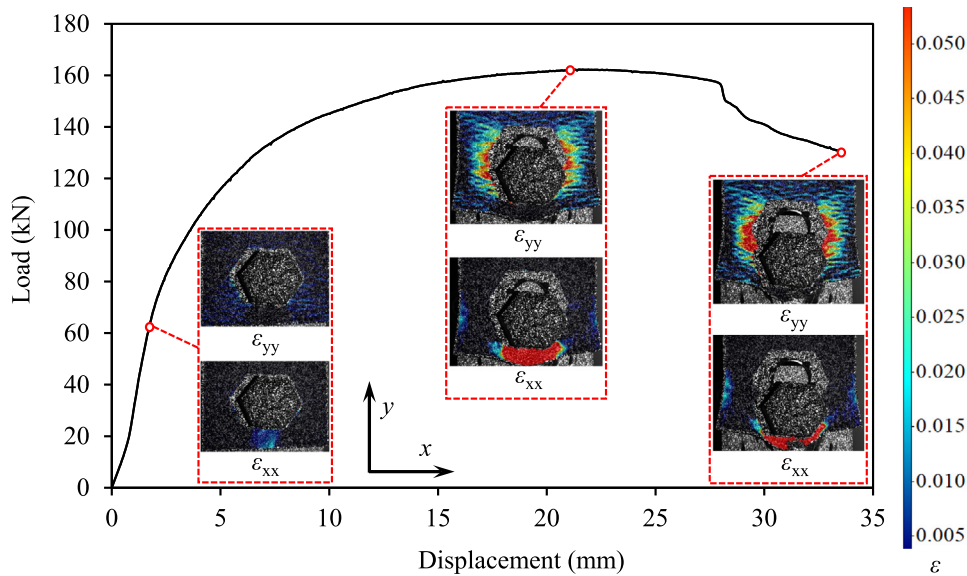 180
160
140
120
100
80
60
40
20
0
Load (kN)
0 5 10 15 20 25 30 35
Displacement (mm)
εyy
εxx
εyy
εxx
εyy
εxx
y
x
0.050
0.045
0.040
0.035
0.030
0.025
0.020
0.015
0.010
0.005
ε